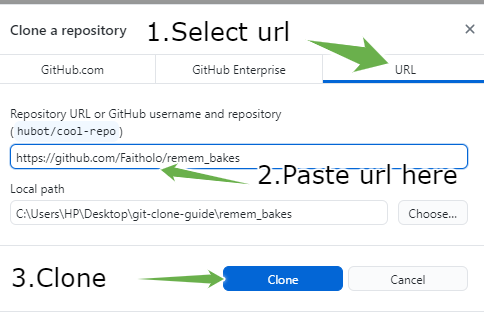 Clone a repository
1.Select url
GitHub.com GitHub Enterprise URL
Repository URL or GitHub username and repository
(hubot/cool-repo)
https://github.com/Faitholo/remem_bakes
2.Paste url here
Local path
C:\Users\HP\Desktop\git-clone-guide\remem_bakes Choose...
3.Clone
Clone Cancel